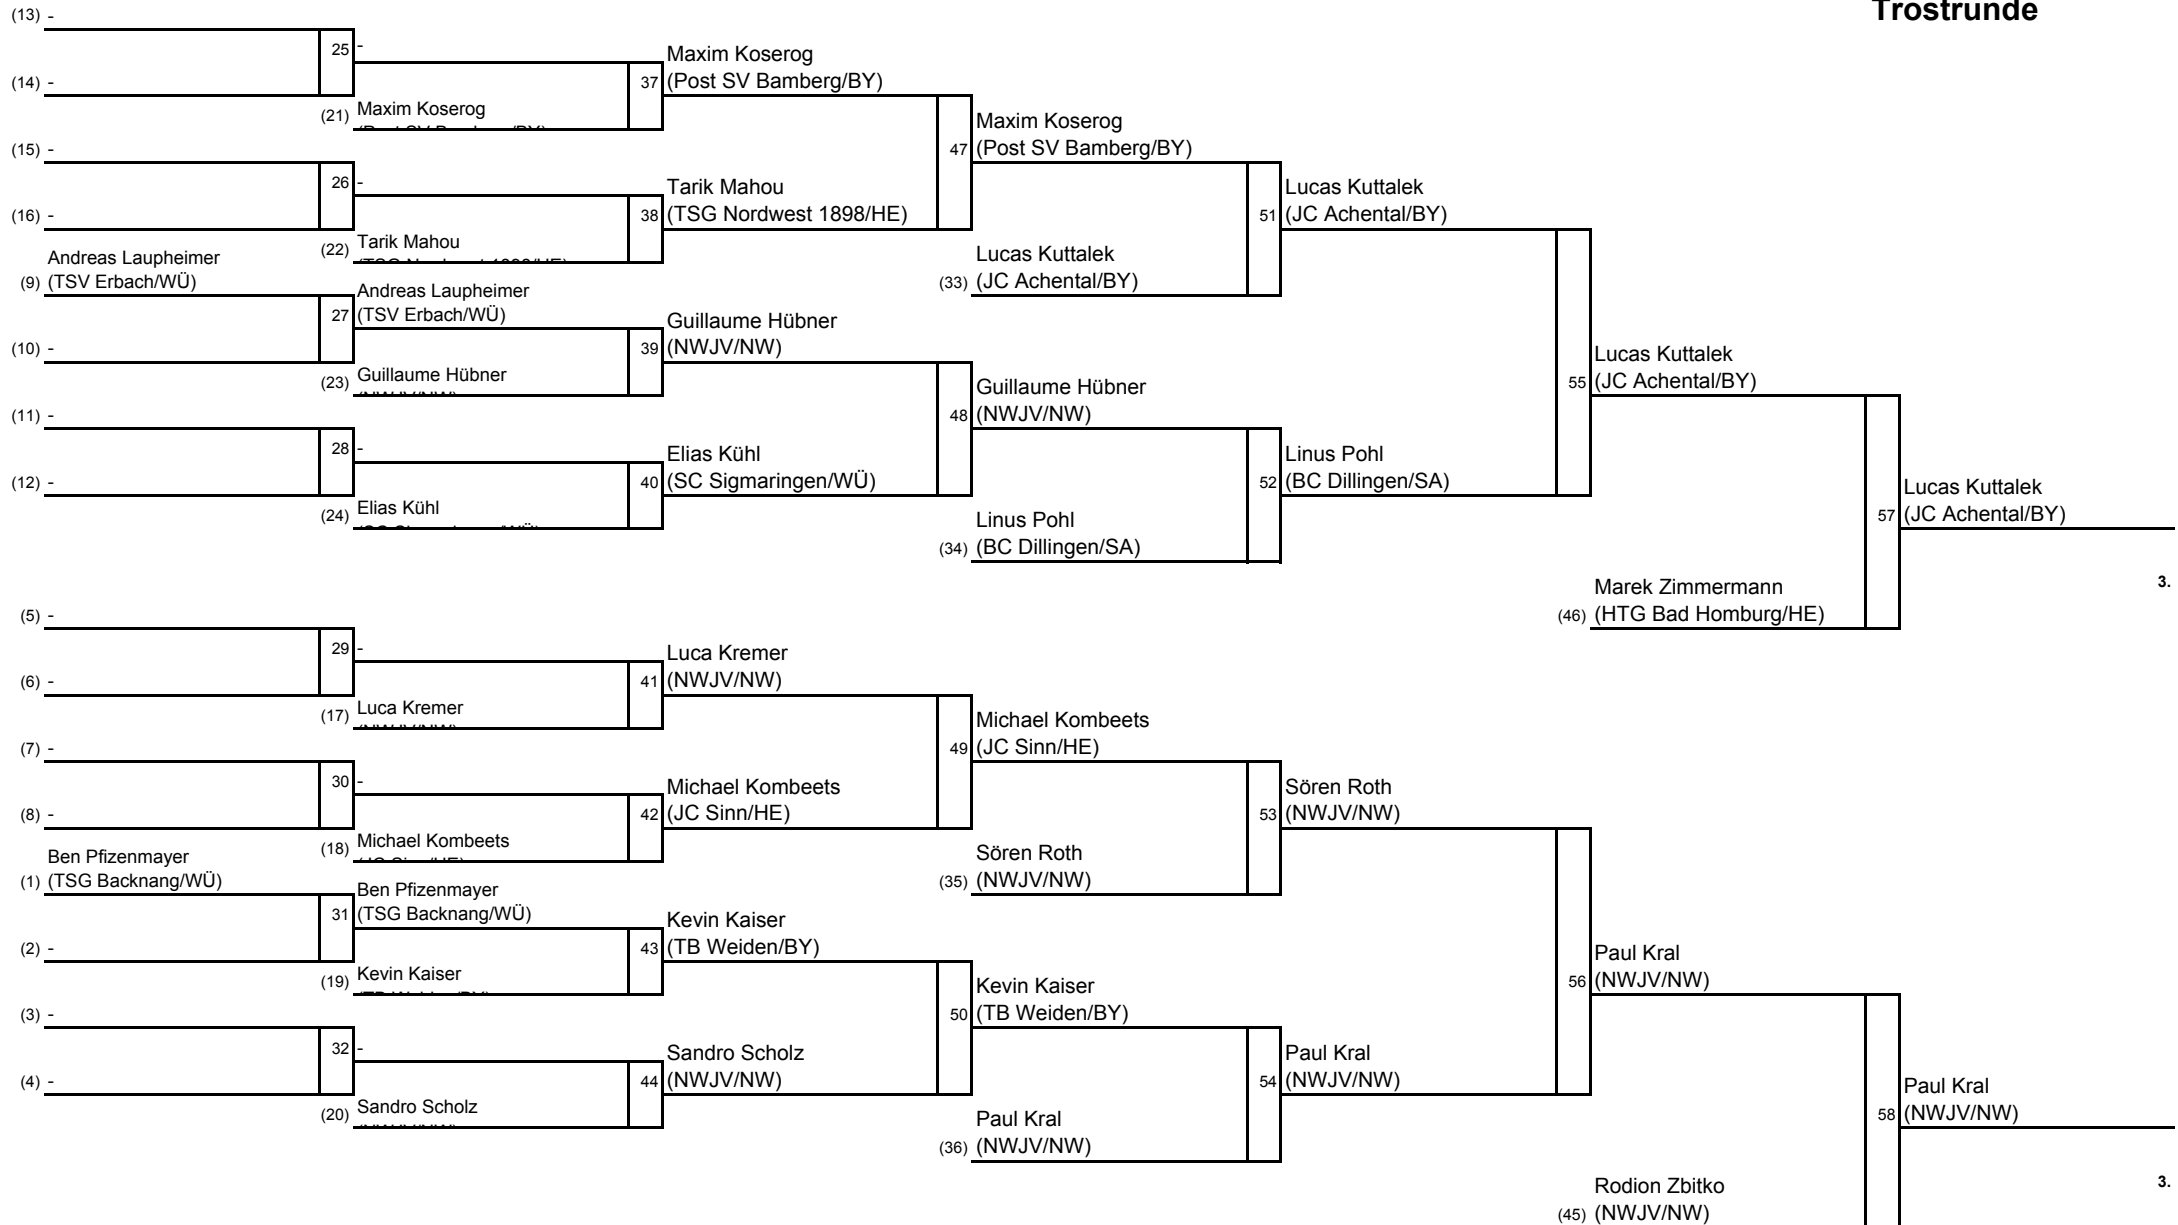 Trostrunde
(13) -
25 -
(14) -
(21) Maxim Koserog
37 Maxim Koserog
(Post SV Bamberg/BY)
(15) -
26 -
(16) -
(22) Tarik Mahou
38 Tarik Mahou
(TSG Nordwest 1898/HE)
47 Maxim Koserog
(Post SV Bamberg/BY)
(33) Lucas Kuttalek
(JC Achental/BY)
51 Lucas Kuttalek
(JC Achental/BY)
Andreas Laupheimer
(9) (TSV Erbach/WÜ)
27 Andreas Laupheimer
(TSV Erbach/WÜ)
(10) -
(23) Guillaume Hübner
39 Guillaume Hübner
(NWJV/NW)
(11) -
28 -
(12) -
(24) Elias Kühl
40 Elias Kühl
(SC Sigmaringen/WÜ)
48 Guillaume Hübner
(NWJV/NW)
(34) Linus Pohl
(BC Dillingen/SA)
52 Linus Pohl
(BC Dillingen/SA)
55 Lucas Kuttalek
(JC Achental/BY)
(46) Marek Zimmermann
(HTG Bad Homburg/HE)
57 Lucas Kuttalek
(JC Achental/BY)
3.
(5) -
29 -
(6) -
(17) Luca Kremer
41 Luca Kremer
(NWJV/NW)
(7) -
30 -
(8) -
(18) Michael Kombeets
42 Michael Kombeets
(JC Sinn/HE)
49 Michael Kombeets
(JC Sinn/HE)
(35) Sören Roth
(NWJV/NW)
53 Sören Roth
(NWJV/NW)
Ben Pfizenmayer
(1) (TSG Backnang/WÜ)
31 Ben Pfizenmayer
(TSG Backnang/WÜ)
(2) -
(19) Kevin Kaiser
43 Kevin Kaiser
(TB Weiden/BY)
(3) -
32 -
(4) -
(20) Sandro Scholz
44 Sandro Scholz
(NWJV/NW)
50 Kevin Kaiser
(TB Weiden/BY)
(36) Paul Kral
(NWJV/NW)
54 Paul Kral
(NWJV/NW)
56 Paul Kral
(NWJV/NW)
(45) Rodion Zbitko
(NWJV/NW)
58 Paul Kral
(NWJV/NW)
3.